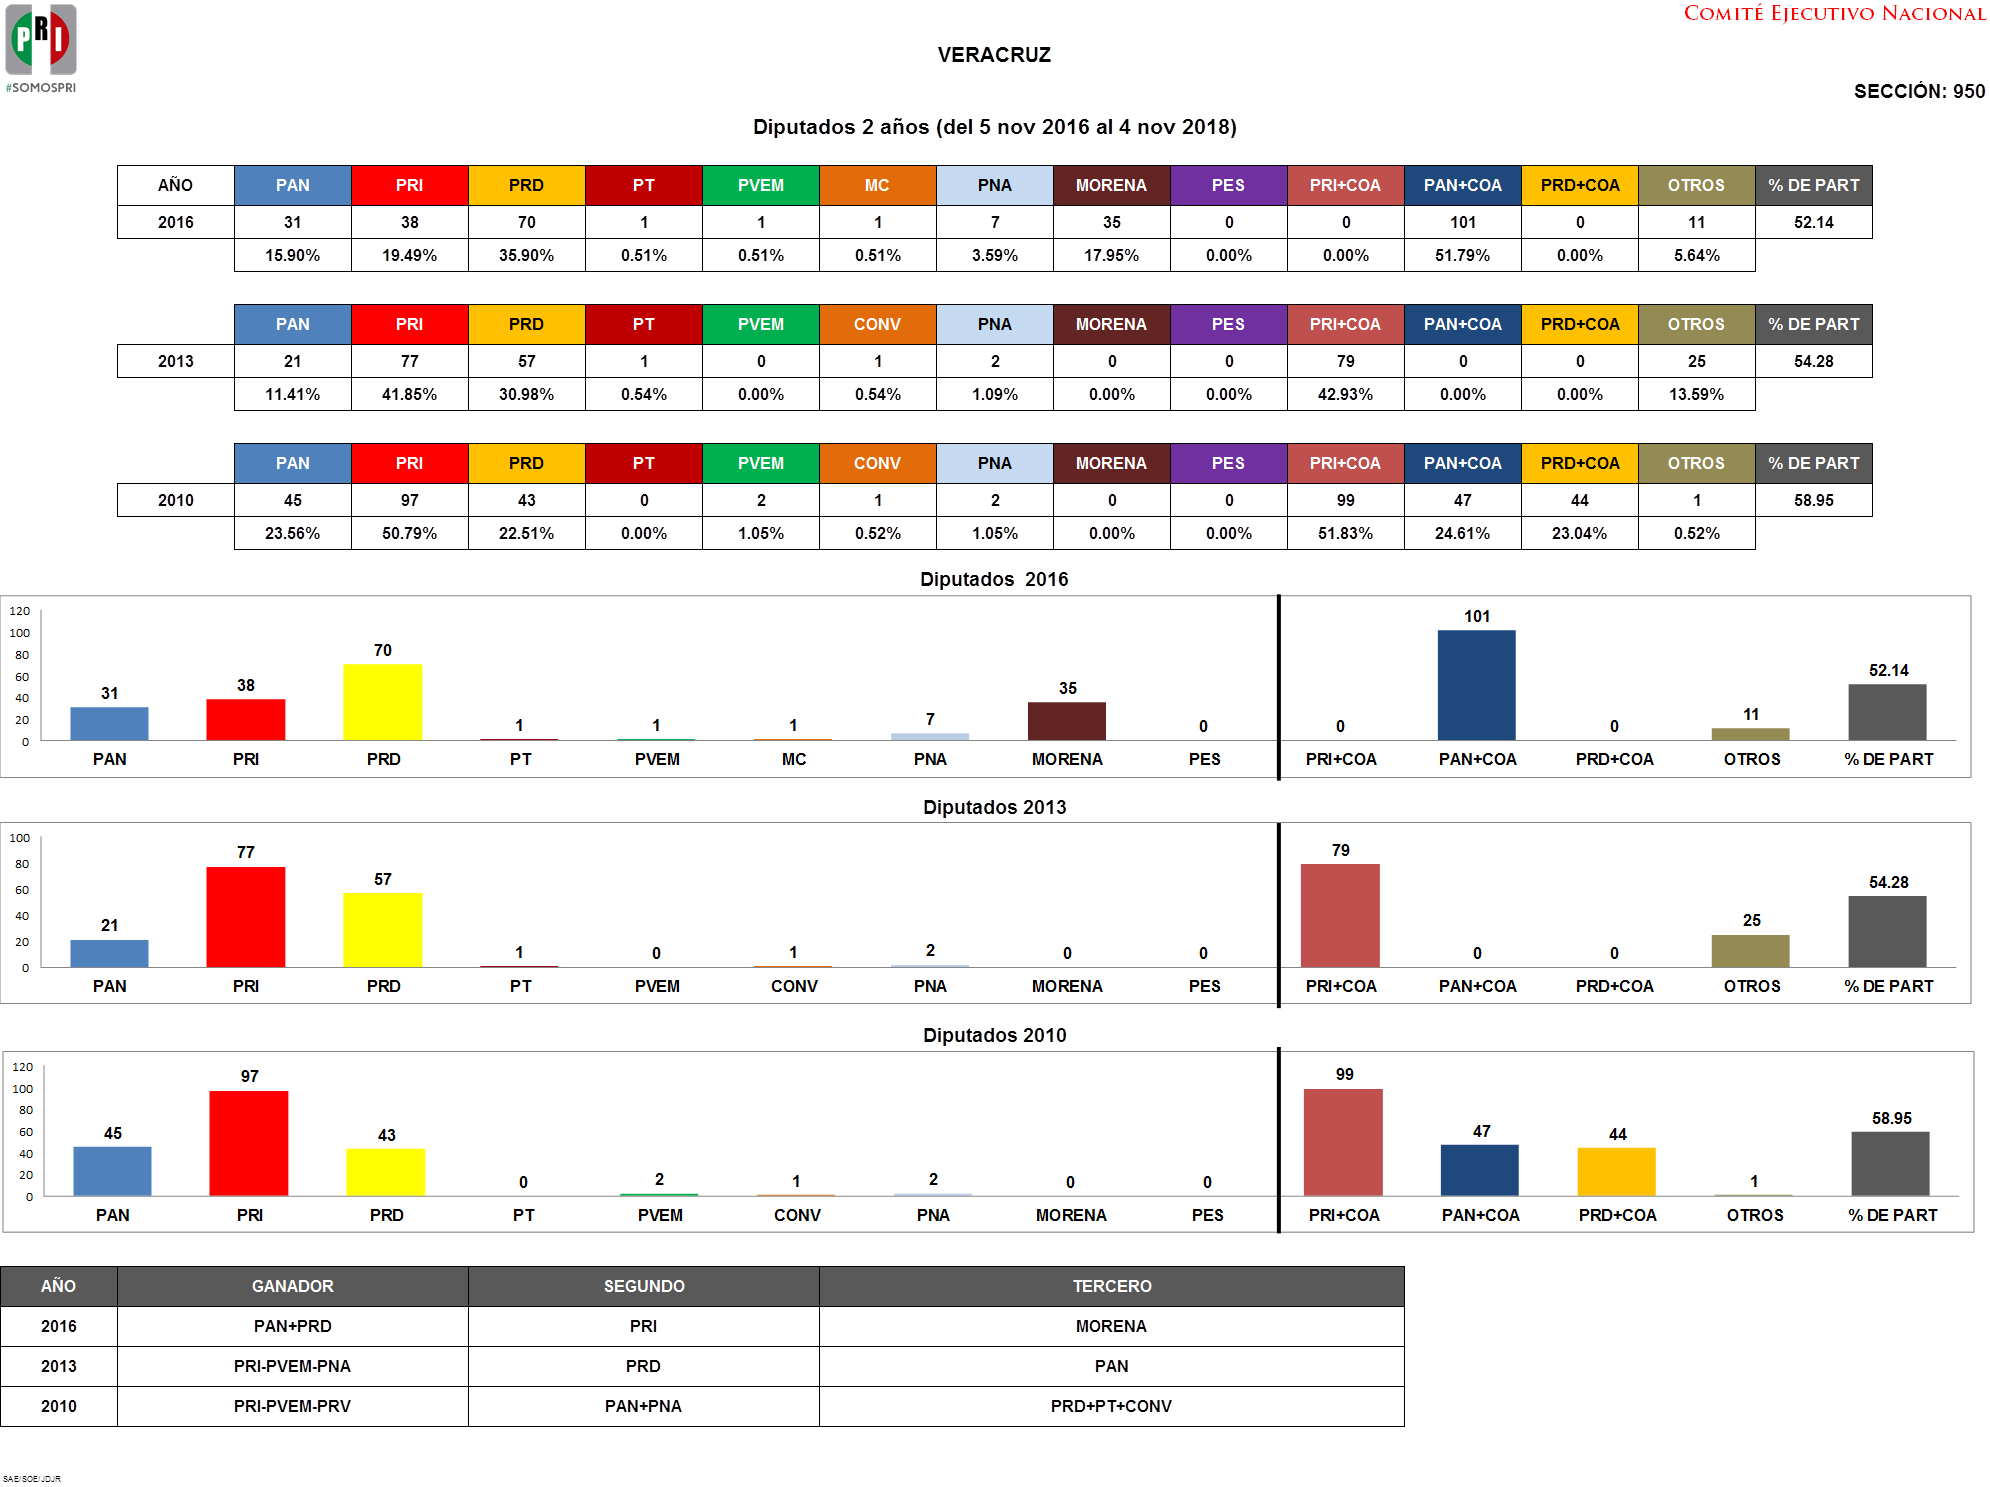 PRI
#SOMOSPRI
COMITÉ EJECUTIVO NACIONAL
VERACRUZ
SECCIÓN: 950
Diputados 2 años (del 5 nov 2016 al 4 nov 2018)
AÑO PAN PRI PRD PT PVEM MC PNA MORENA PES PRI+COA PAN+COA PRD+COA OTROS % DE PART
2016 31 38 70 1 1 1 7 35 0 0 101 0 11 52.14
15.90% 19.49% 35.90% 0.51% 0.51% 0.51% 3.59% 17.95% 0.00% 0.00% 51.79% 0.00% 5.64%
PAN PRI PRD PT PVEM CONV PNA MORENA PES PRI+COA PAN+COA PRD+COA OTROS % DE PART
2013 21 77 57 1 0 1 2 0 0 79 0 0 25 54.28
11.41% 41.85% 30.98% 0.54% 0.00% 0.54% 1.09% 0.00% 0.00% 42.93% 0.00% 0.00% 13.59%
PAN PRI PRD PT PVEM CONV PNA MORENA PES PRI+COA PAN+COA PRD+COA OTROS % DE PART
2010 45 97 43 0 2 1 2 0 0 99 47 44 1 58.95
23.56% 50.79% 22.51% 0.00% 1.05% 0.52% 1.05% 0.00% 0.00% 51.83% 24.61% 23.04% 0.52%
Diputados 2016
120
100
80
60
40
20
0
31 38 70 1 1 1 7 35 0 0 101 0 11 52.14
PAN PRI PRD PT PVEM MC PNA MORENA PES PRI+COA PAN+COA PRD+COA OTROS % DE PART
Diputados 2013
100
80
60
40
20
0
21 77 57 1 0 1 2 0 0 79 0 0 25 54.28
PAN PRI PRD PT PVEM CONV PNA MORENA PES PRI+COA PAN+COA PRD+COA OTROS % DE PART
Diputados 2010
120
100
80
60
40
20
0
45 97 43 0 2 1 2 0 0 99 47 44 1 58.95
PAN PRI PRD PT PVEM CONV PNA MORENA PES PRI+COA PAN+COA PRD+COA OTROS % DE PART
AÑO GANADOR SEGUNDO TERCERO
2016 PAN+PRD PRI MORENA
2013 PRI-PVEM-PNA PRD PAN
2010 PRI-PVEM-PRV PAN+PNA PRD+PT+CONV
SAE/SOE/JDJR